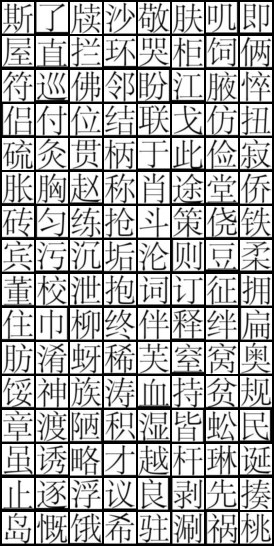 斯了牍沙敬肤叽即
屋直拦环哭柜饲俩
符巡佛邻盼江腋悴
侣付位结联戈仿扭
硫灸贯柄于此俭寂
胀胸赵称肖途堂侨
砖匀练抢斗策侥铁
宾污沉垢沦则豆柔
董校泄抱词订征拥
住巾柳终伴释绊扁
肪淆蚜稀芙室窝奥
馁神族涛血持贫规
章渡陋积湿皆蚣民
虽诱略才越杆琳诞
止逐浮议良剥先揍
岛慨饿希驻涮祸桃